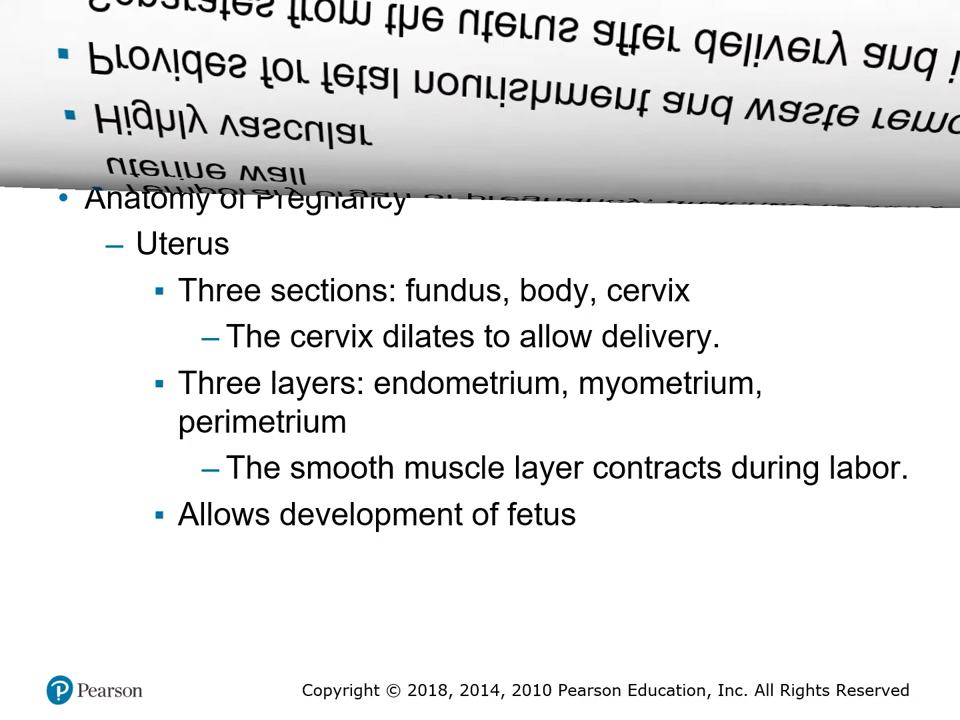 Separates from the uterus after delivery and
Provides for fetal nourishment and waste
Highly vascular
uterine wall
• Anatomy of Pregnancy
– Uterus
▪ Three sections: fundus, body, cervix
– The cervix dilates to allow delivery.
▪ Three layers: endometrium, myometrium,
perimetrium
– The smooth muscle layer contracts during labor.
▪ Allows development of fetus
Pearson
Copyright © 2018, 2014, 2010 Pearson Education, Inc. All Rights Reserved